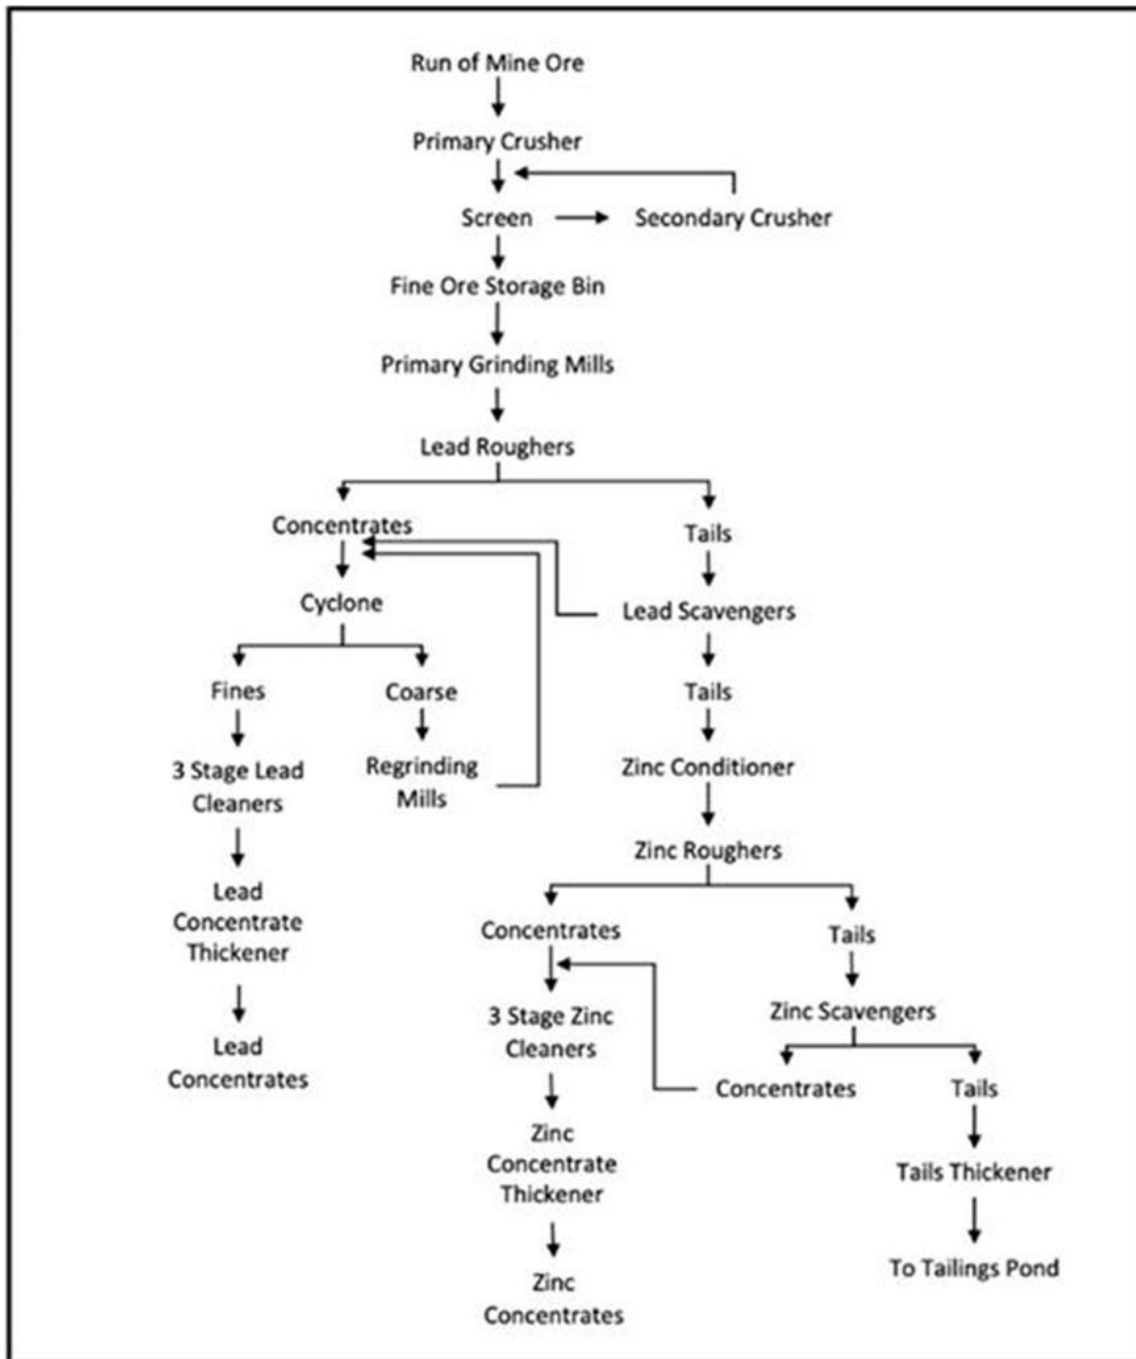 Run of Mine Ore
Primary Crusher
Screen
Secondary Crusher
Fine Ore Storage Bin
Primary Grinding Mills
Lead Roughers
Concentrates
Tails
Cyclone
Lead Scavengers
Fines
Coarse
Tails
3 Stage Lead
Cleaners
Regrinding
Mills
Zinc Conditioner
Zinc Roughers
Lead
Concentrate
Thickener
Concentrates
Tails
3 Stage Zinc
Cleaners
Zinc Scavengers
Lead
Concentrates
Concentrates
Tails
Zinc
Concentrate
Thickener
Tails Thickener
Zinc
Concentrates
To Tailings Pond